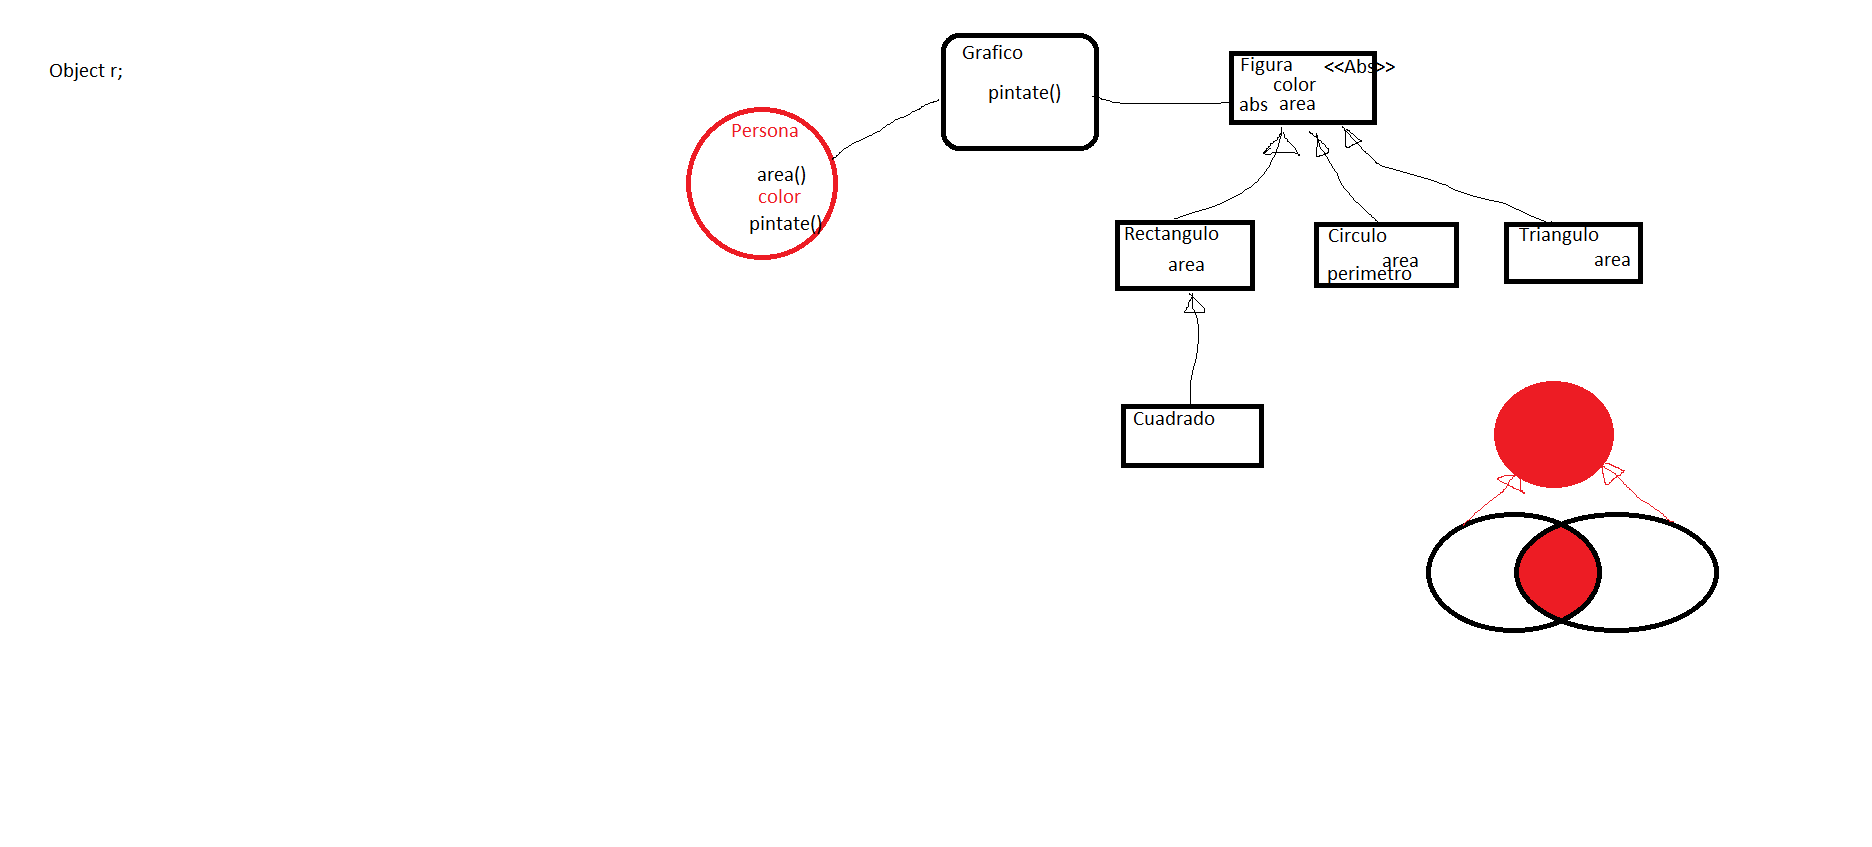 Object r;
Grafico
pintate()
Figura <<Abs>>
color
abs area
Persona
area()
color
pintate()
Rectangulo
area
Circulo
area
perimetro
Triangulo
area
Cuadrado